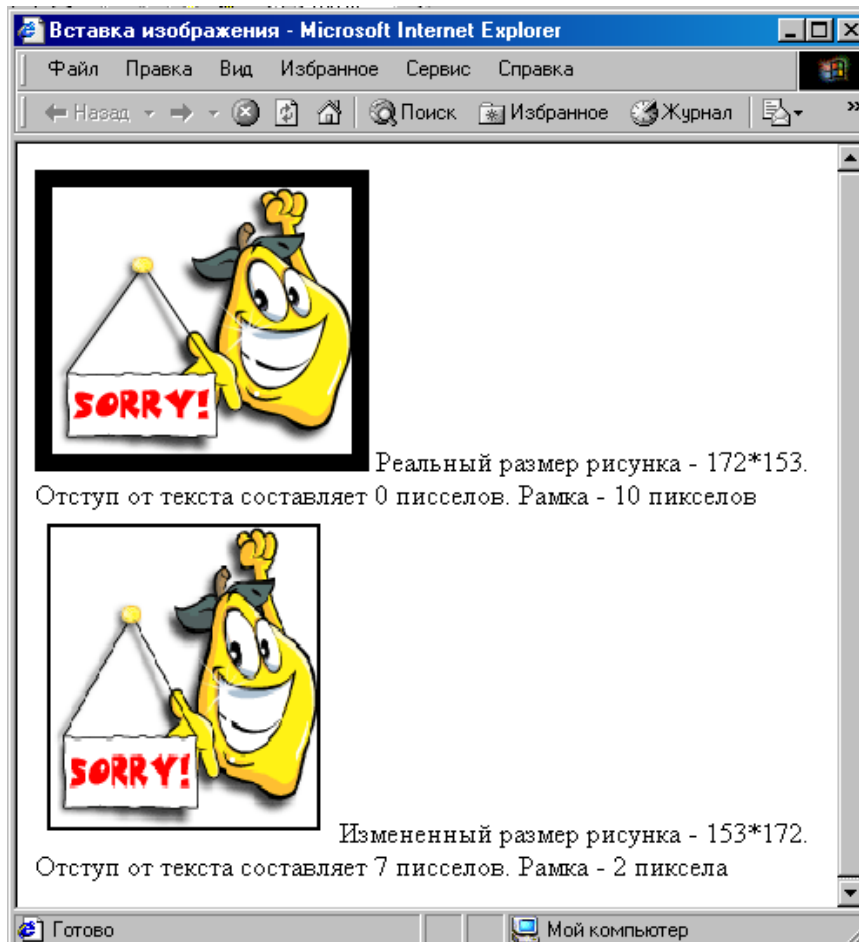 Вставка изображения - Microsoft Internet Explorer
Файл Правка Вид Избранное Сервис Справка
Назад Поиск Избранное Журнал »
SORRY!
Реальный размер рисунка - 172*153.
Отступ от текста составляет 0 писселов. Рамка - 10 пикселов
SORRY!
Измененный размер рисунка - 153*172.
Отступ от текста составляет 7 писселов. Рамка - 2 пиксела
Готово Мой компьютер